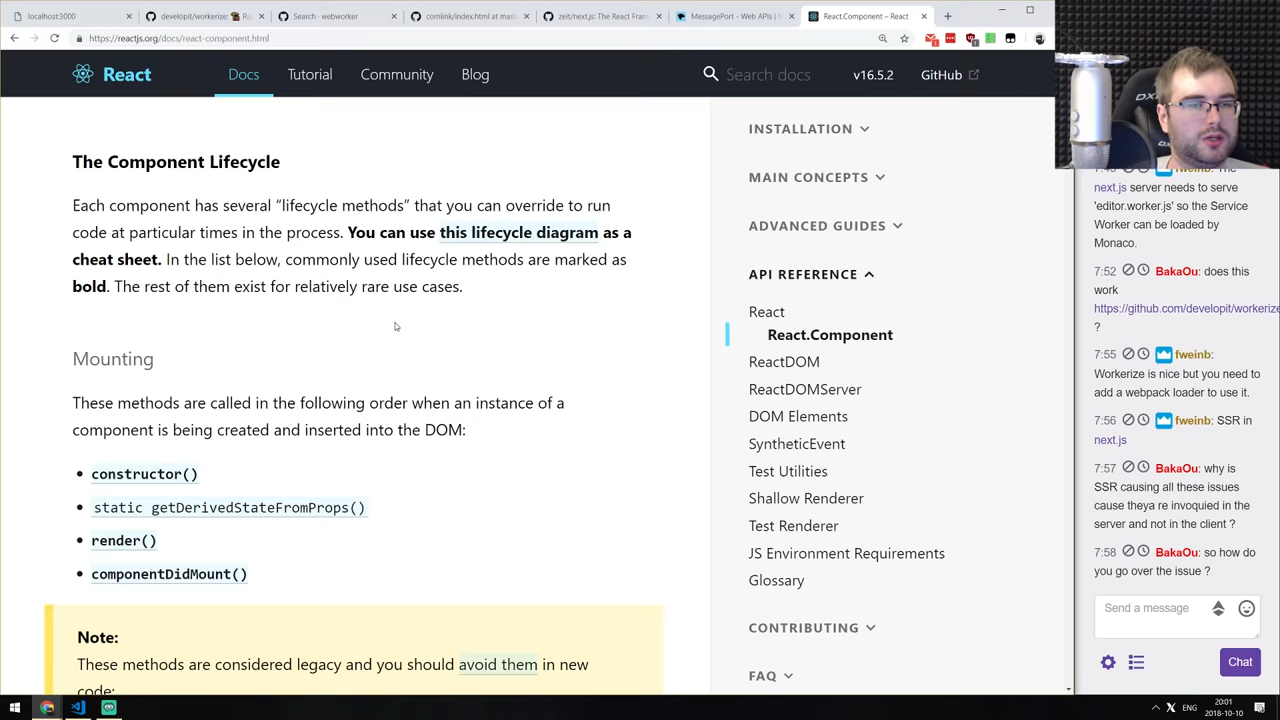 localhost:3000
developit/workerize: Ru
Search · webworker
comlink/index.html at mast
zeit/next.js: The React Fram
MessagePort - Web APIs | M
React.Component – React
https://reactjs.org/docs/react-component.html
React
Docs
Tutorial
Community
Blog
Search docs
v16.5.2
GitHub
The Component Lifecycle
Each component has several “lifecycle methods” that you can override to run
code at particular times in the process. You can use this lifecycle diagram as a
cheat sheet. In the list below, commonly used lifecycle methods are marked as
bold. The rest of them exist for relatively rare use cases.
Mounting
These methods are called in the following order when an instance of a
component is being created and inserted into the DOM:
constructor()
static getDerivedStateFromProps()
render()
componentDidMount()
Note:
These methods are considered legacy and you should avoid them in new
code:
INSTALLATION
MAIN CONCEPTS
ADVANCED GUIDES
API REFERENCE
React
React.Component
ReactDOM
ReactDOMServer
DOM Elements
SyntheticEvent
Test Utilities
Shallow Renderer
Test Renderer
JS Environment Requirements
Glossary
CONTRIBUTING
FAQ
fweinb: The
next.js server needs to serve
'editor.worker.js' so the Service
Worker can be loaded by
Monaco.
7:52 BakaOu: does this
work
https://github.com/developit/workerize
?
7:55 fweinb:
Workerize is nice but you need to
add a webpack loader to use it.
7:56 fweinb: SSR in
next.js
7:57 BakaOu: why is
SSR causing all these issues
cause theya re invoquied in the
server and not in the client ?
7:58 BakaOu: so how do
you go over the issue ?
Send a message
Chat
ENG
20:01
2018-10-10